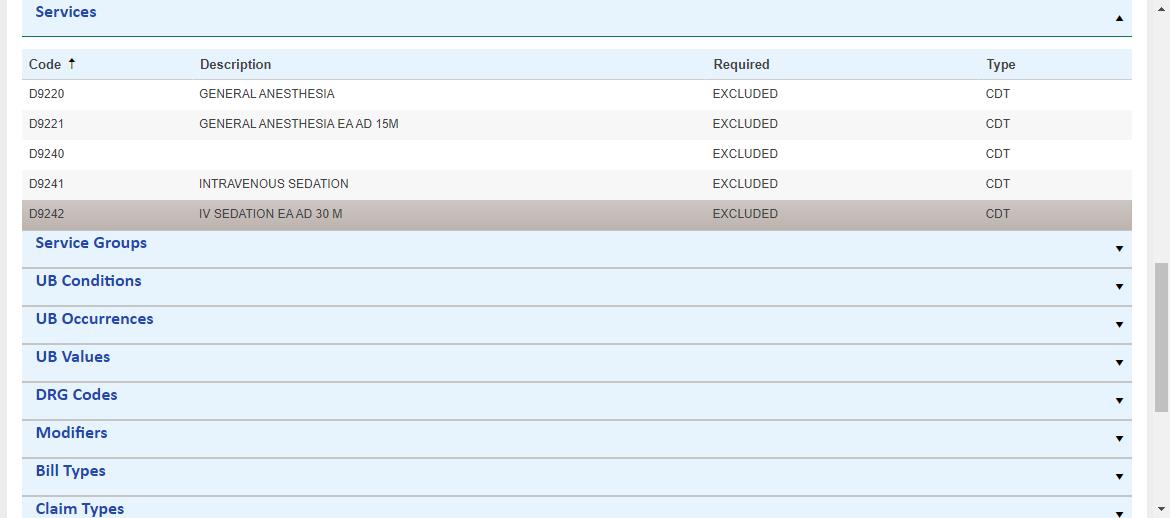 Services
Code ↑ Description Required Type
D9220 GENERAL ANESTHESIA EXCLUDED CDT
D9221 GENERAL ANESTHESIA EA AD 15M EXCLUDED CDT
D9240 EXCLUDED CDT
D9241 INTRAVENOUS SEDATION EXCLUDED CDT
D9242 IV SEDATION EA AD 30 M EXCLUDED CDT
Service Groups
UB Conditions
UB Occurrences
UB Values
DRG Codes
Modifiers
Bill Types
Claim Types